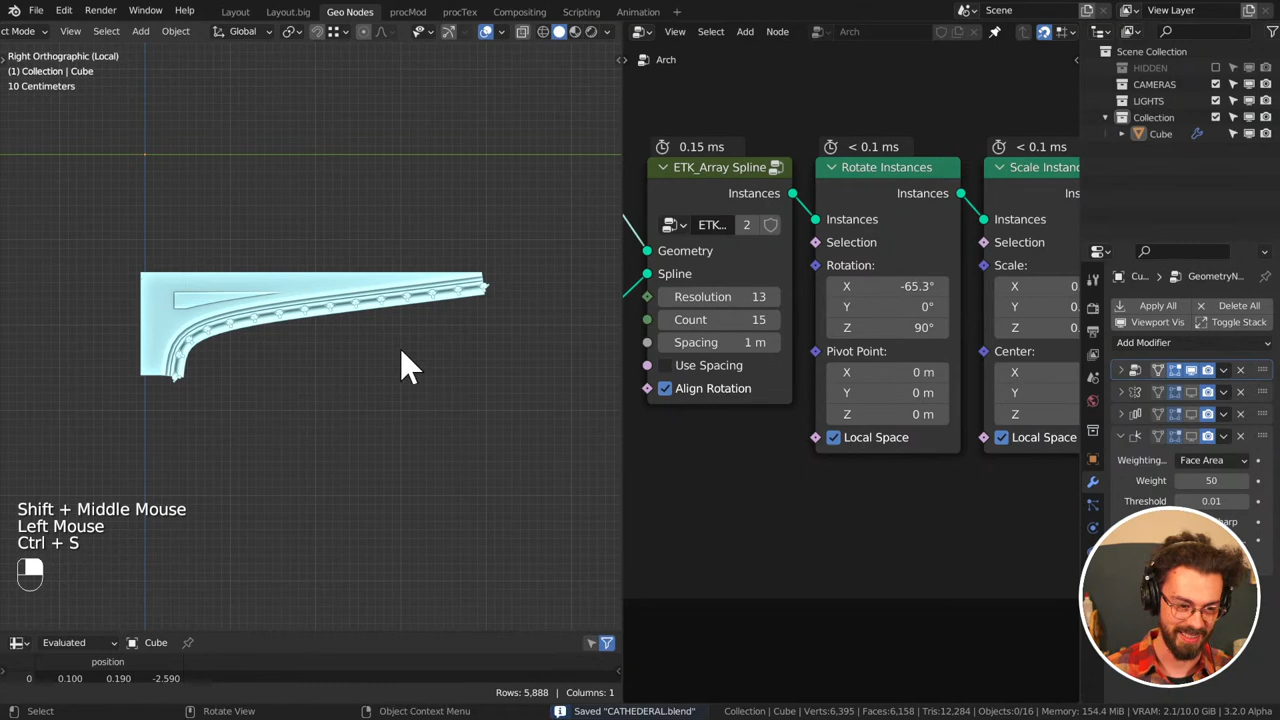 File Edit Render Window Help Layout Layout.big Geo Nodes procMod procTex Compositing Scripting Animation + Scene View Layer
ct Mode View Select Add Object Global View Select Add Node Arch
Right Orthographic (Local)
(1) Collection | Cube
10 Centimeters
Arch
0.15 ms < 0.1 ms < 0.1 ms
ETK_Array Spline Rotate Instances Scale Instanc
Instances Instances Ins
ETK... 2 Instances Instances
Geometry Selection Selection
Spline Rotation: Scale:
Resolution 13 X -65.3° X 0
Count 15 Y 0° Y 0
Spacing 1 m Z 90° Z 0
Use Spacing Pivot Point: Center:
Align Rotation X 0 m X
Y 0 m Y
Z 0 m Z
Local Space Local Space
Scene Collection
HIDDEN
CAMERAS
LIGHTS
Collection
Cube
Cu... GeometryN...
Apply All Delete All
Viewport Vis Toggle Stack
Add Modifier
Weighting... Face Area
Weight 50
Threshold 0.01
Shift + Middle Mouse
Left Mouse
Ctrl + S
Evaluated Cube
position
0 0.100 0.190 -2.590
Rows: 5,888 | Columns: 1
Select Rotate View Object Context Menu Saved "CATHEDERAL.blend" Collection | Cube | Verts:6,395 | Faces:6,158 | Tris:12,284 | Objects:0/16 | Memory: 154.4 MiB | VRAM: 2.1/10.0 GiB | 3.2.0 Alpha